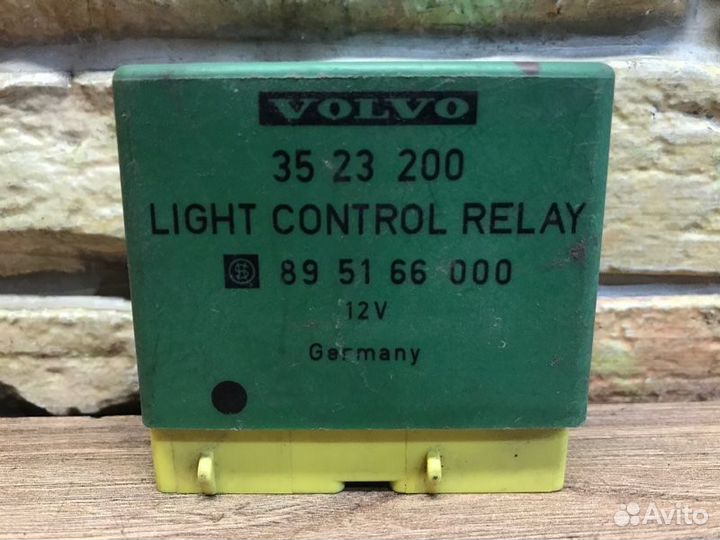 VOLVO
35 23 200
LIGHT CONTROL RELAY
89 51 66 000
12V
Germany
Avito